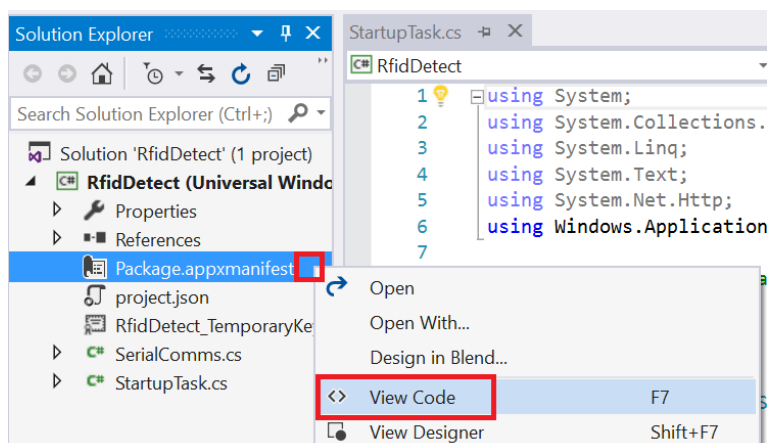 Solution Explorer
Search Solution Explorer (Ctrl+;)
Solution 'RfidDetect' (1 project)
C# RfidDetect (Universal Windo
Properties
References
Package.appxmanifest
project.json
RfidDetect_TemporaryKe
C# SerialComms.cs
C# StartupTask.cs
StartupTask.cs
C# RfidDetect
1 using System;
2 using System.Collections.
3 using System.Linq;
4 using System.Text;
5 using System.Net.Http;
6 using Windows.Application
7
Open
Open With...
Design in Blend...
View Code F7
View Designer Shift+F7